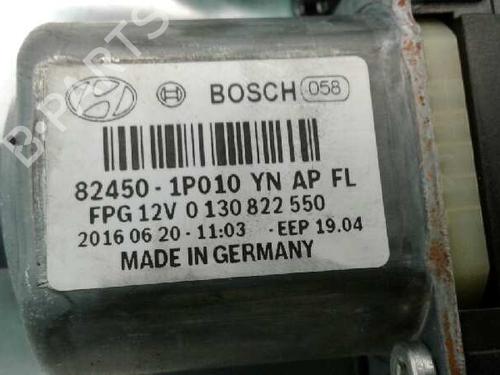 BOSCH 058
82450-1P010 YN AP FL
FPG 12V 0 130 822 550
2016 06 20-11:03 -EEP 19.04
MADE IN GERMANY
B-PARTS